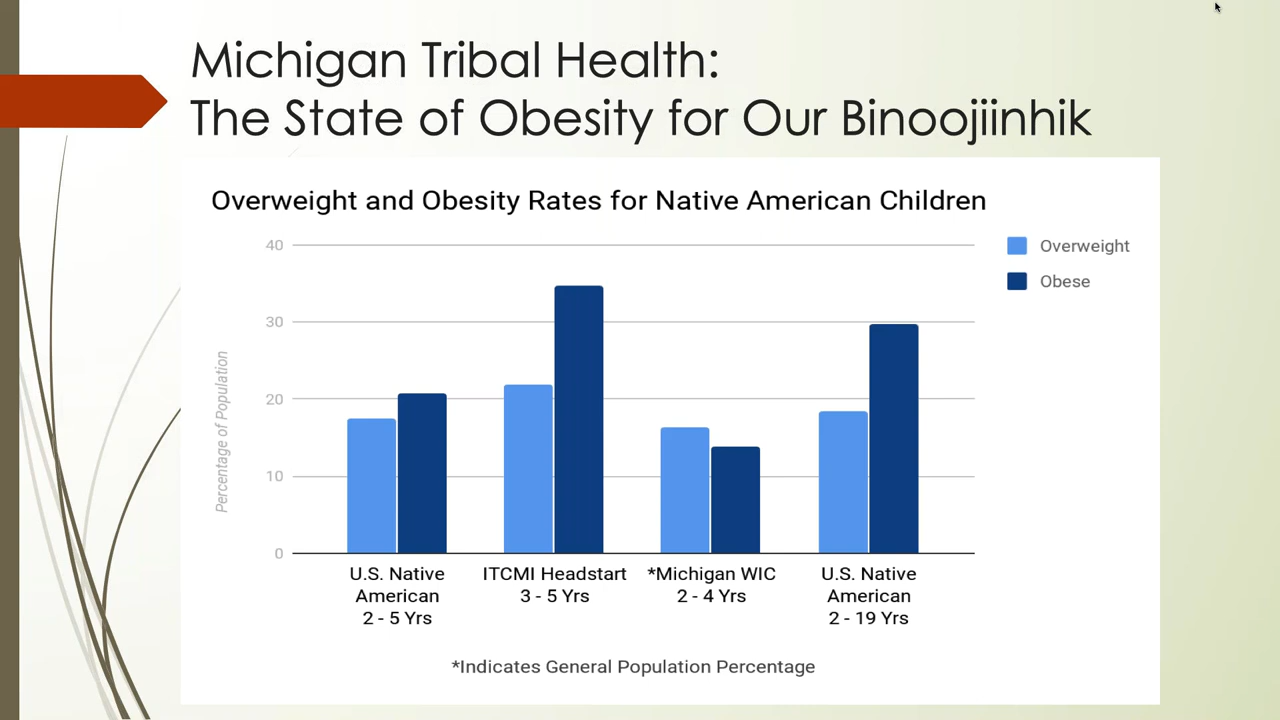 Michigan Tribal Health:
The State of Obesity for Our Binoojiinhik
Overweight and Obesity Rates for Native American Children
Overweight
Obese
Percentage of Population
40
30
20
10
0
U.S. Native
American
2 - 5 Yrs
ITCMI Headstart
3 - 5 Yrs
*Michigan WIC
2 - 4 Yrs
U.S. Native
American
2 - 19 Yrs
*Indicates General Population Percentage